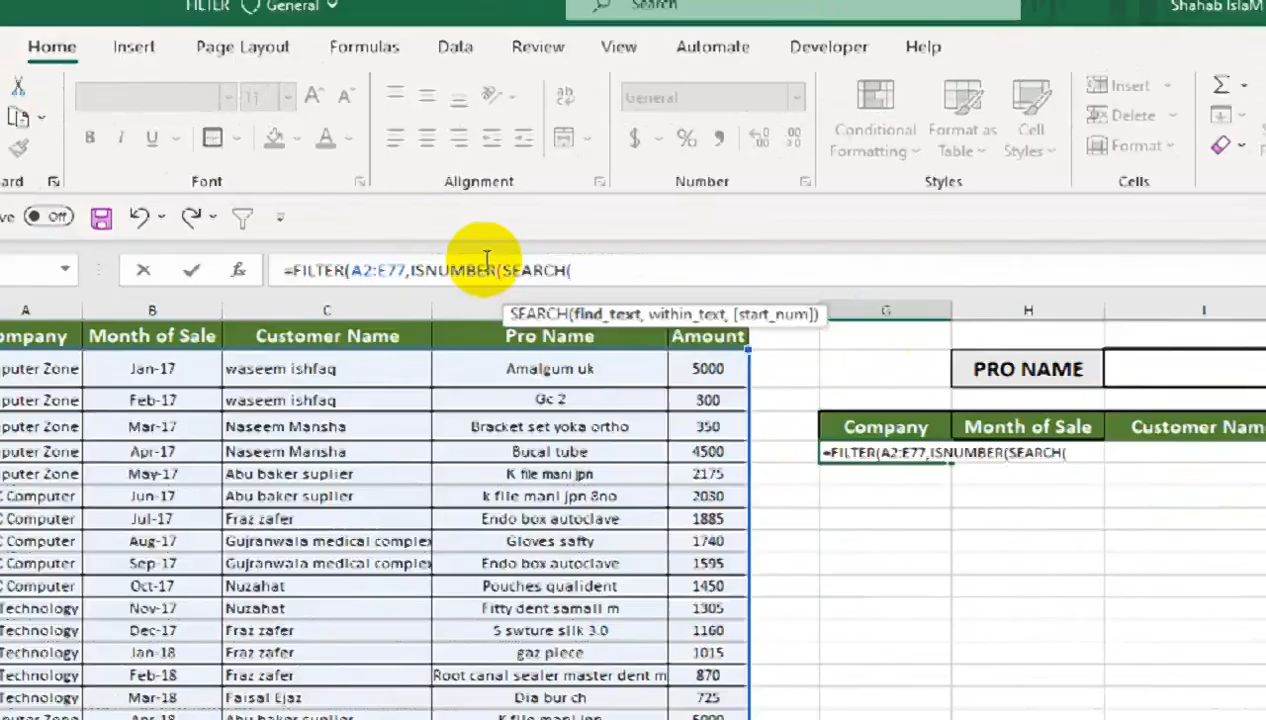 FILTER General Search Shahab IslaM
Home Insert Page Layout Formulas Data Review View Automate Developer Help
11 General Conditional Formatting Format as Table Cell Styles Insert Delete Format
B I U $ % 9 .00
ard Font Alignment Number Styles Cells
ve Off
fx =FILTER(A2:E77,ISNUMBER(SEARCH(
SEARCH(find_text, within_text, [start_num])
A B C G H I
ompany Month of Sale Customer Name Pro Name Amount
puter Zone Jan-17 waseem ishfaq Amalgum uk 5000 PRO NAME
puter Zone Feb-17 waseem ishfaq Gc 2 300
puter Zone Mar-17 Naseem Mansha Bracket set yoka ortho 350 Company Month of Sale Customer Nam
puter Zone Apr-17 Naseem Mansha Bucal tube 4500 =FILTER(A2:E77,ISNUMBER(SEARCH(
puter Zone May-17 Abu baker suplier K file mani jpn 2175
C Computer Jun-17 Abu baker suplier k file mani jpn 8no 2030
C Computer Jul-17 Fraz zafer Endo box autoclave 1885
C Computer Aug-17 Gujranwala medical complex Gloves safty 1740
C Computer Sep-17 Gujranwala medical complex Endo box autoclave 1595
C Computer Oct-17 Nuzahat Pouches qualident 1450
Technology Nov-17 Nuzahat Fitty dent samall m 1305
Technology Dec-17 Fraz zafer S swture silk 3.0 1160
Technology Jan-18 Fraz zafer gaz piece 1015
Technology Feb-18 Fraz zafer Root canal sealer master dent m 870
Technology Mar-18 Faisal Ejaz Dia bur ch 725
puter Zone Apr-18 Abu baker suplier K file mani jpn 5000